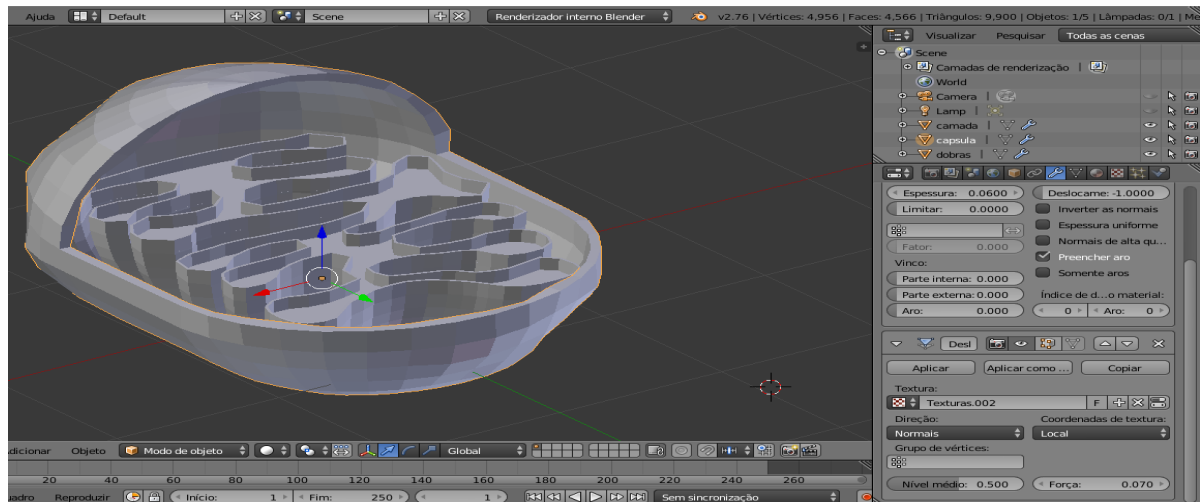 Ajuda Default Scene Renderizador interno Blender v2.76 | Vértices: 4,956 | Faces: 4,566 | Triângulos: 9,900 | Objetos: 1/5 | Lâmpadas: 0/1 | Me
Visualizar Pesquisar Todas as cenas
Scene
Camadas de renderização |
World
Camera |
Lamp |
camada |
capsula |
dobras |
Espessura: 0.0600 Deslocame: -1.0000
Limitar: 0.0000 Inverter as normais
Espessura uniforme
Fator: 0.000 Normais de alta qu...
Vinco: Preencher aro
Parte interna: 0.000 Somente aros
Parte externa: 0.000 Índice de d...o material:
Aro: 0.000 0 Aro: 0
Desl
Aplicar Aplicar como ... Copiar
Textura:
Texturas.002 F
Direção: Coordenadas de textura:
Normais Local
Grupo de vértices:
Nível médio: 0.500 Força: 0.070
dicionar Objeto Modo de objeto Global
20 40 60 80 100 120 140 160 180 200 220 240 260
uadro Reproduzir Início: 1 Fim: 250 1 Sem sincronização